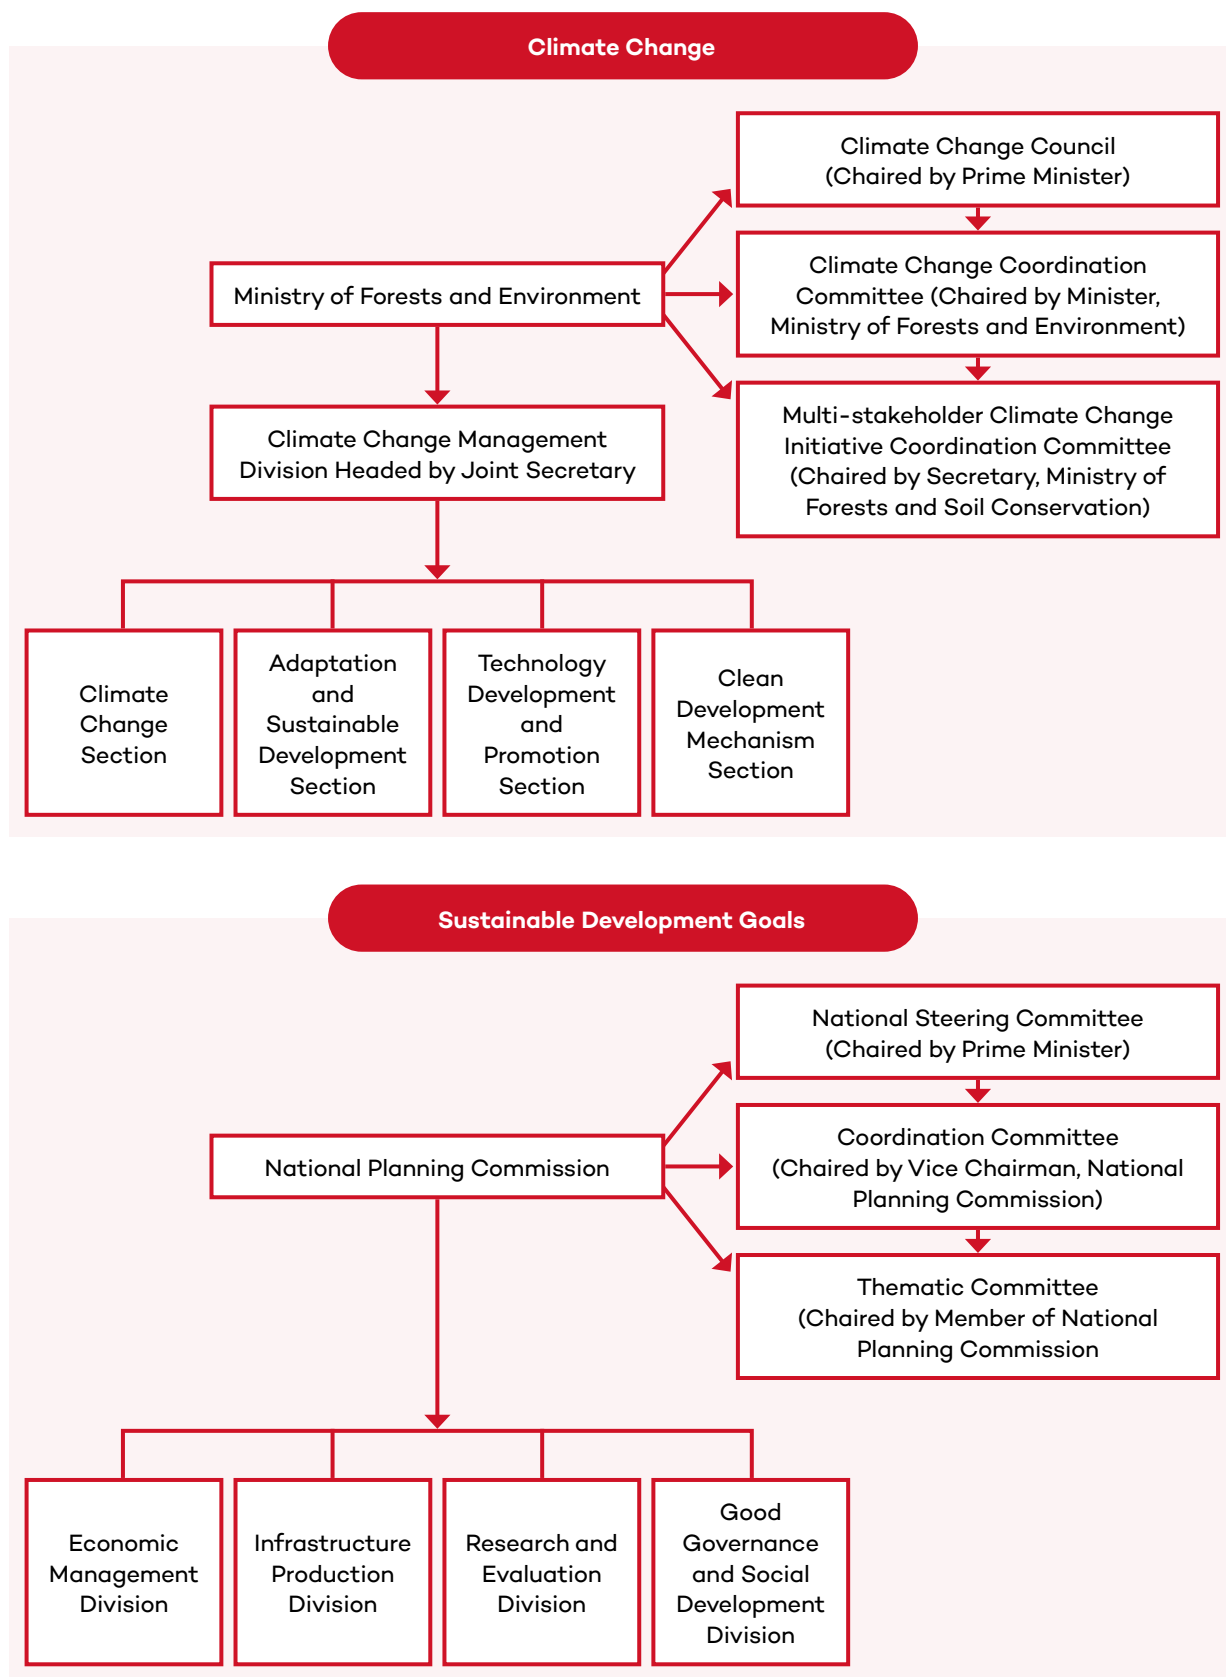 Climate Change
Climate Change Council
(Chaired by Prime Minister)
Ministry of Forests and Environment
Climate Change Coordination
Committee (Chaired by Minister,
Ministry of Forests and Environment)
Climate Change Management
Division Headed by Joint Secretary
Multi-stakeholder Climate Change
Initiative Coordination Committee
(Chaired by Secretary, Ministry of
Forests and Soil Conservation)
Climate
Change
Section
Adaptation
and
Sustainable
Development
Section
Technology
Development
and
Promotion
Section
Clean
Development
Mechanism
Section
Sustainable Development Goals
National Steering Committee
(Chaired by Prime Minister)
National Planning Commission
Coordination Committee
(Chaired by Vice Chairman, National
Planning Commission)
Thematic Committee
(Chaired by Member of National
Planning Commission
Economic
Management
Division
Infrastructure
Production
Division
Research and
Evaluation
Division
Good
Governance
and Social
Development
Division